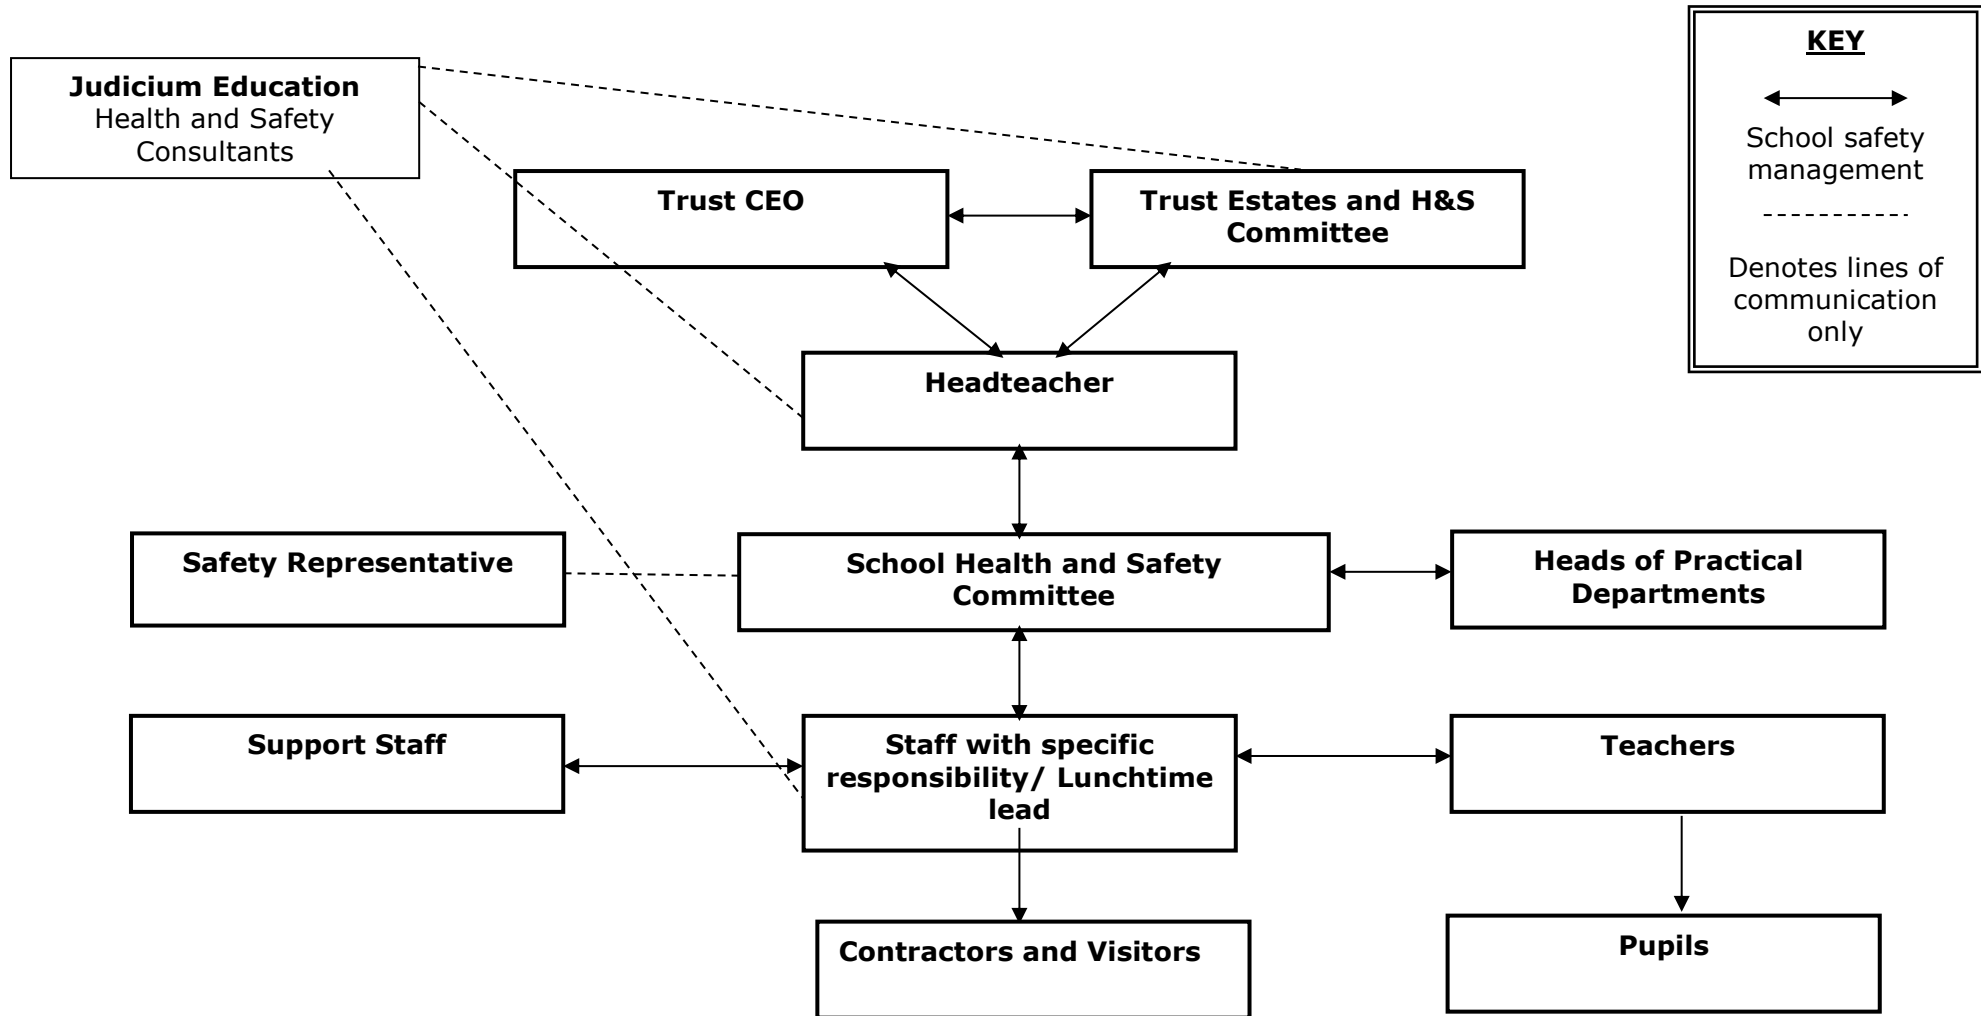 KEY
School safety
management
Denotes lines of
communication
only
Judicium Education
Health and Safety
Consultants
Trust CEO
Trust Estates and H&S
Committee
Headteacher
Safety Representative
School Health and Safety
Committee
Heads of Practical
Departments
Support Staff
Staff with specific
responsibility/ Lunchtime
lead
Teachers
Contractors and Visitors
Pupils